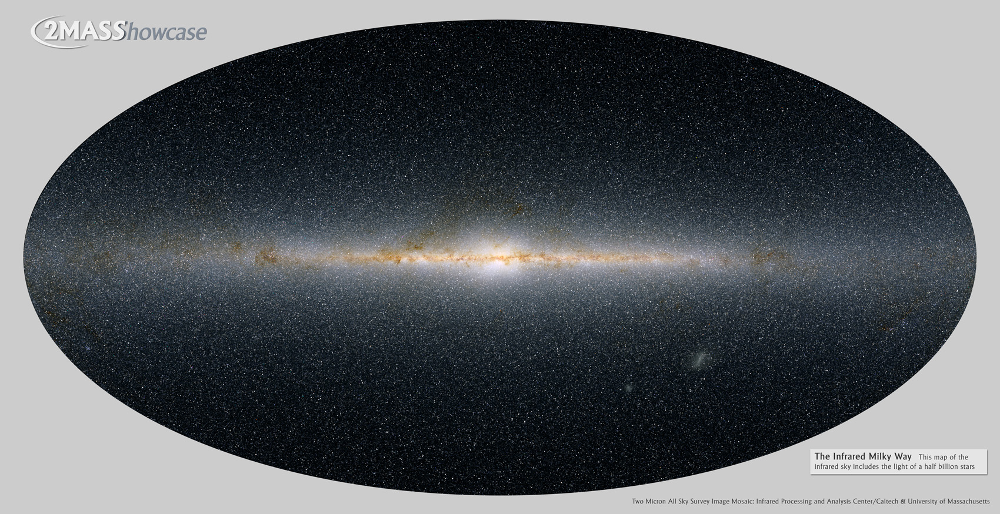 2MASShowcase
The Infrared Milky Way This map of the
infrared sky includes the light of a half billion stars
Two Micron All Sky Survey Image Mosaic: Infrared Processing and Analysis Center/Caltech & University of Massachusetts